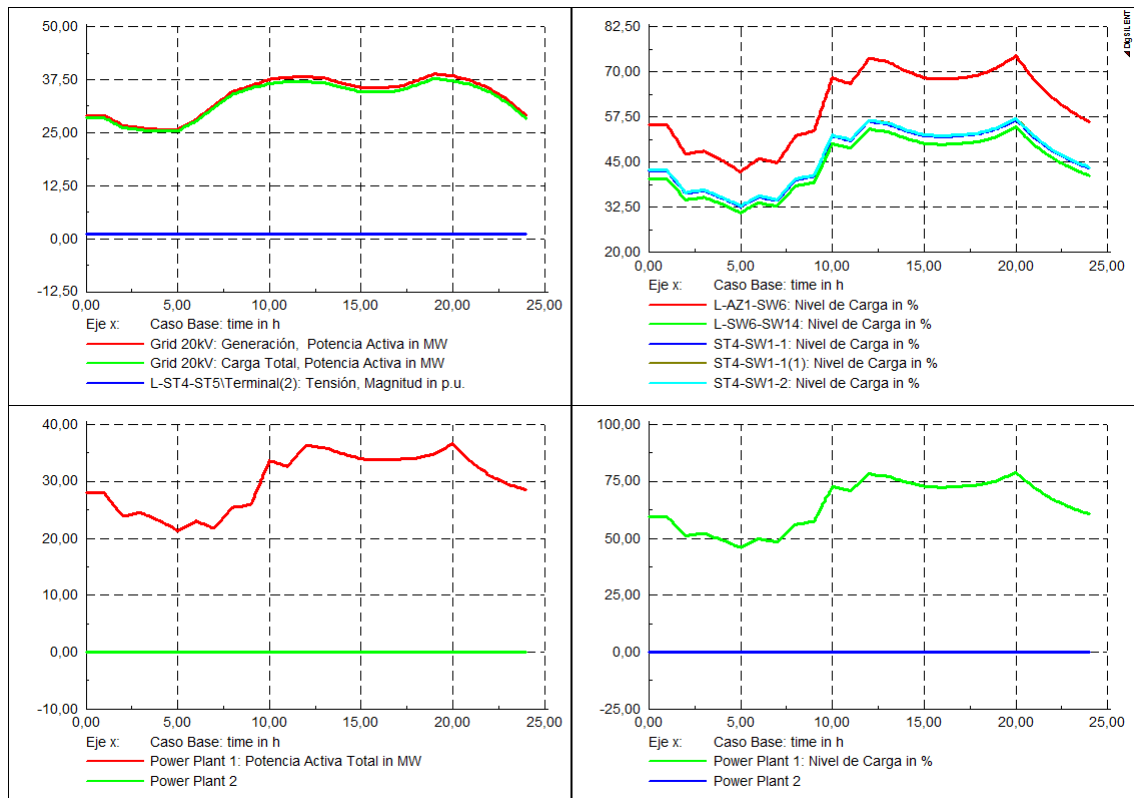 50,00
37,50
25,00
12,50
0,00
-12,50
0,00 5,00 10,00 15,00 20,00 25,00
Eje x: Caso Base: time in h
Grid 20kV: Generación, Potencia Activa in MW
Grid 20kV: Carga Total, Potencia Activa in MW
L-ST4-ST5\Terminal(2): Tensión, Magnitud in p.u.
DIgSILENT
82,50
70,00
57,50
45,00
32,50
20,00
0,00 5,00 10,00 15,00 20,00 25,00
Eje x: Caso Base: time in h
L-AZ1-SW6: Nivel de Carga in %
L-SW6-SW14: Nivel de Carga in %
ST4-SW1-1: Nivel de Carga in %
ST4-SW1-1(1): Nivel de Carga in %
ST4-SW1-2: Nivel de Carga in %
40,00
30,00
20,00
10,00
0,00
-10,00
0,00 5,00 10,00 15,00 20,00 25,00
Eje x: Caso Base: time in h
Power Plant 1: Potencia Activa Total in MW
Power Plant 2
100,00
75,00
50,00
25,00
0,00
-25,00
0,00 5,00 10,00 15,00 20,00 25,00
Eje x: Caso Base: time in h
Power Plant 1: Nivel de Carga in %
Power Plant 2